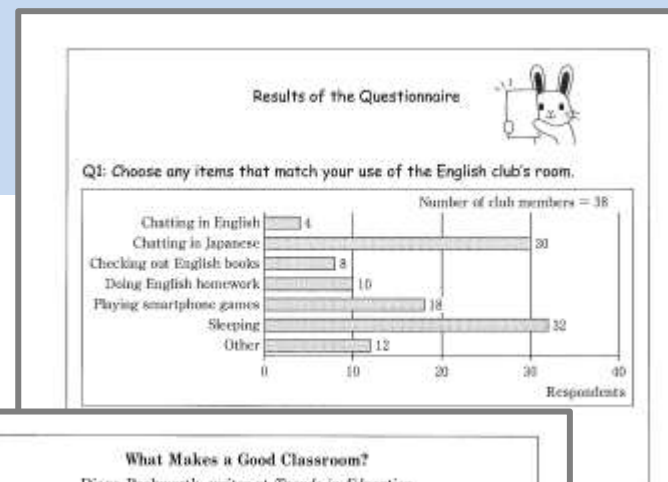 Results of the Questionnaire
Q1: Choose any items that match your use of the English club's room.
Number of club members = 38
Chatting in English 4
Chatting in Japanese 30
Checking out English books 8
Doing English homework 10
Playing smartphone games 18
Sleeping 32
Other 12
0 10 20 30 40
Respondents
What Makes a Good Classroom?